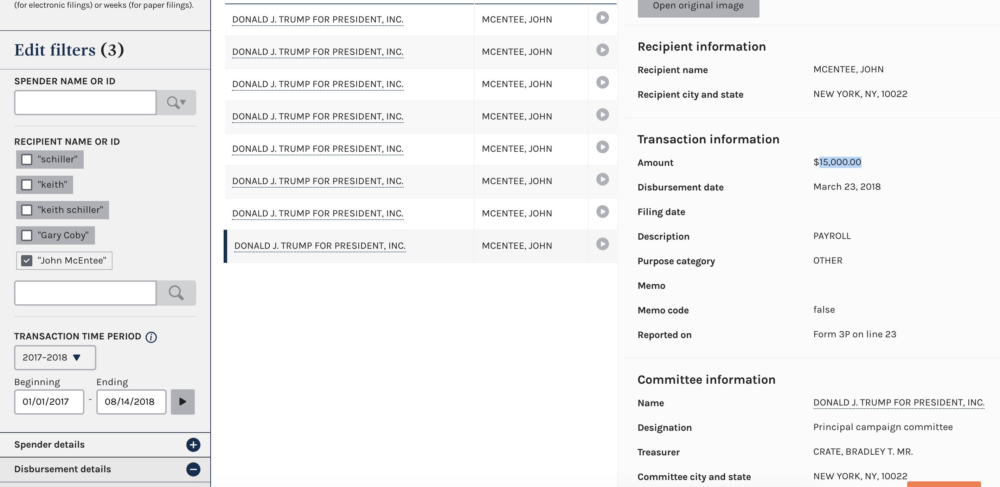 (for electronic filings) or weeks (for paper filings).
Edit filters (3)
SPENDER NAME OR ID
RECIPIENT NAME OR ID
"schiller"
"keith"
"keith schiller"
"Gary Coby"
"John McEntee"
TRANSACTION TIME PERIOD i
2017–2018
Beginning Ending
01/01/2017 - 08/14/2018
Spender details
Disbursement details
DONALD J. TRUMP FOR PRESIDENT, INC. MCENTEE, JOHN
DONALD J. TRUMP FOR PRESIDENT, INC. MCENTEE, JOHN
DONALD J. TRUMP FOR PRESIDENT, INC. MCENTEE, JOHN
DONALD J. TRUMP FOR PRESIDENT, INC. MCENTEE, JOHN
DONALD J. TRUMP FOR PRESIDENT, INC. MCENTEE, JOHN
DONALD J. TRUMP FOR PRESIDENT, INC. MCENTEE, JOHN
DONALD J. TRUMP FOR PRESIDENT, INC. MCENTEE, JOHN
DONALD J. TRUMP FOR PRESIDENT, INC. MCENTEE, JOHN
Open original image
Recipient information
Recipient name MCENTEE, JOHN
Recipient city and state NEW YORK, NY, 10022
Transaction information
Amount $15,000.00
Disbursement date March 23, 2018
Filing date
Description PAYROLL
Purpose category OTHER
Memo
Memo code false
Reported on Form 3P on line 23
Committee information
Name DONALD J. TRUMP FOR PRESIDENT, INC.
Designation Principal campaign committee
Treasurer CRATE, BRADLEY T. MR.
Committee city and state NEW YORK, NY, 10022